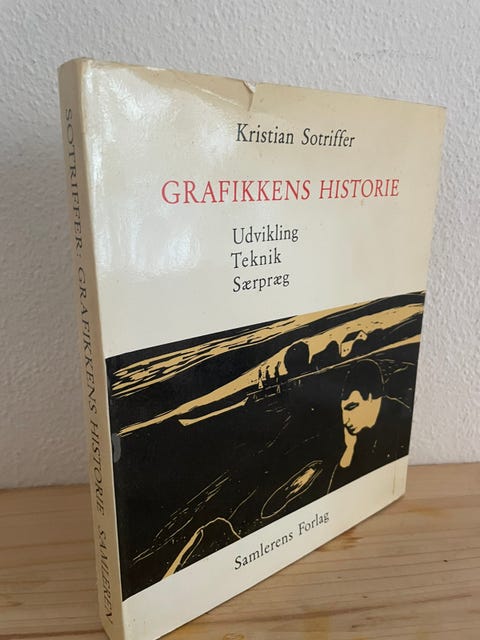 Kristian Sotriffer
GRAFIKKENS HISTORIE
Udvikling
Teknik
Særpræg
Samlerens Forlag
SOTRIFFER: GRAFIKKENS HISTORIE SAMLEREN